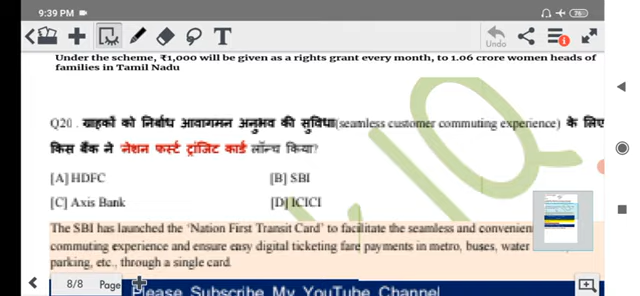 9:39 PM
76
T
Undo
Under the scheme, ₹1,000 will be given as a rights grant every month, to 1.06 crore women heads of
families in Tamil Nadu
Q20 . ग्राहकों को निर्बाध आवागमन अनुभव की सुविधा(seamless customer commuting experience) के लिए
किस बैंक ने 'नेशन फर्स्ट ट्रांजिट कार्ड लॉन्च किया?
[A] HDFC
[B] SBI
[C] Axis Bank
[D] ICICI
The SBI has launched the 'Nation First Transit Card' to facilitate the seamless and convenien
commuting experience and ensure easy digital ticketing fare payments in metro, buses, water
parking, etc., through a single card.
8/8 Page
Please Subscribe My YouTube Channel